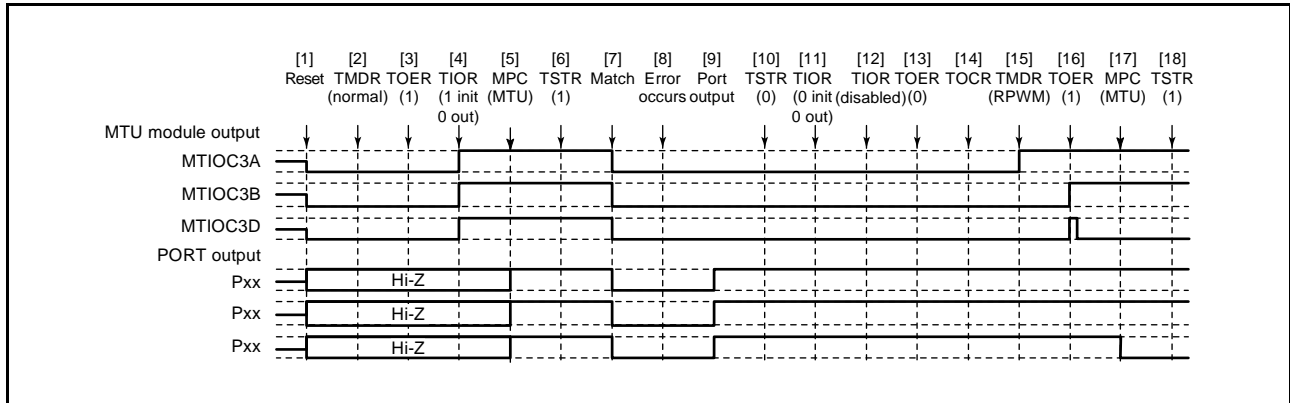 [1] [2] [3] [4] [5] [6] [7] [8] [9] [10] [11] [12] [13] [14] [15] [16] [17] [18]
Reset TMDR TOER TIOR MPC TSTR Match Error Port TSTR TIOR TIOR TOER TOCR TMDR TOER MPC TSTR
(normal) (1) (1 init (MTU) (1) occurs output (0) (0 init (disabled) (0) (RPWM) (1) (MTU) (1)
0 out) 0 out)
MTU module output
MTIOC3A
MTIOC3B
MTIOC3D
PORT output
Pxx Hi-Z
Pxx Hi-Z
Pxx Hi-Z